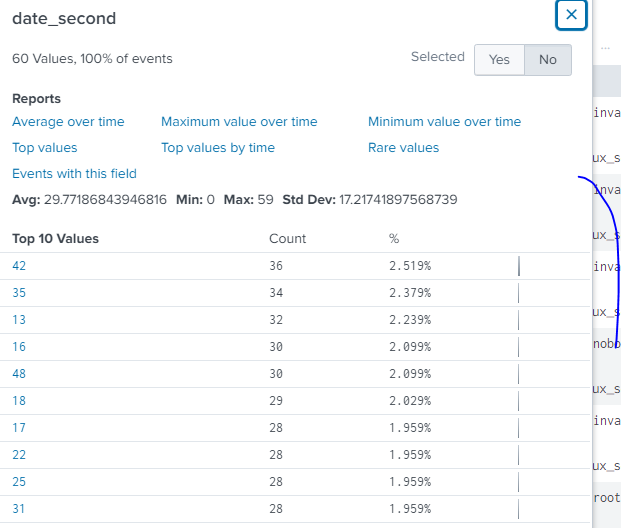 date_second
60 Values, 100% of events
Selected Yes No
...
Reports
Average over time Maximum value over time Minimum value over time
Top values Top values by time Rare values
Events with this field
Avg: 29.77186843946816 Min: 0 Max: 59 Std Dev: 17.21741897568739
Top 10 Values Count %
42 36 2.519%
35 34 2.379%
13 32 2.239%
16 30 2.099%
48 30 2.099%
18 29 2.029%
17 28 1.959%
22 28 1.959%
25 28 1.959%
31 28 1.959%
inva
ux_s
inva
ux_s
inva
ux_s
nobo
ux_s
inva
ux_s
root